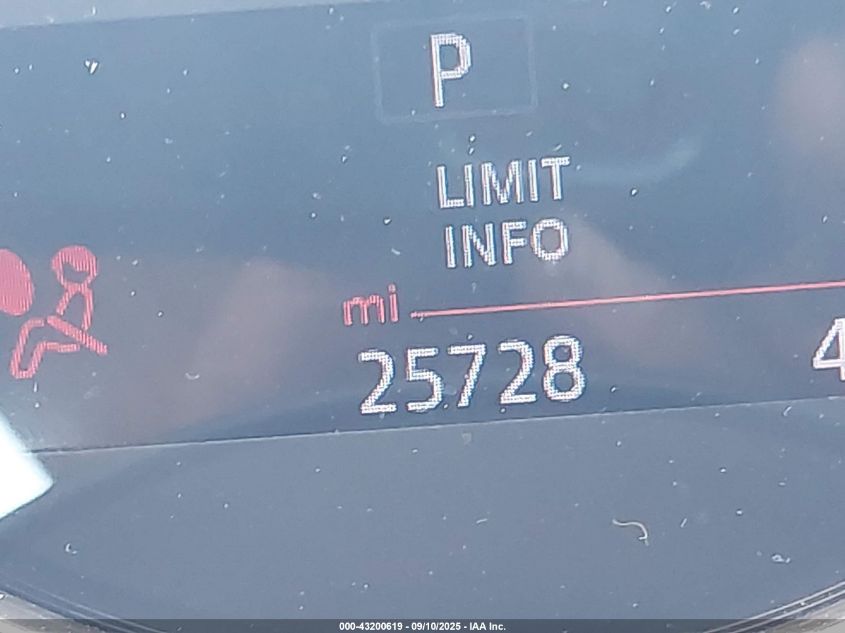 P
LIMIT
INFO
mi
25728 4
000-43200619 - 09/10/2025 - IAA Inc.